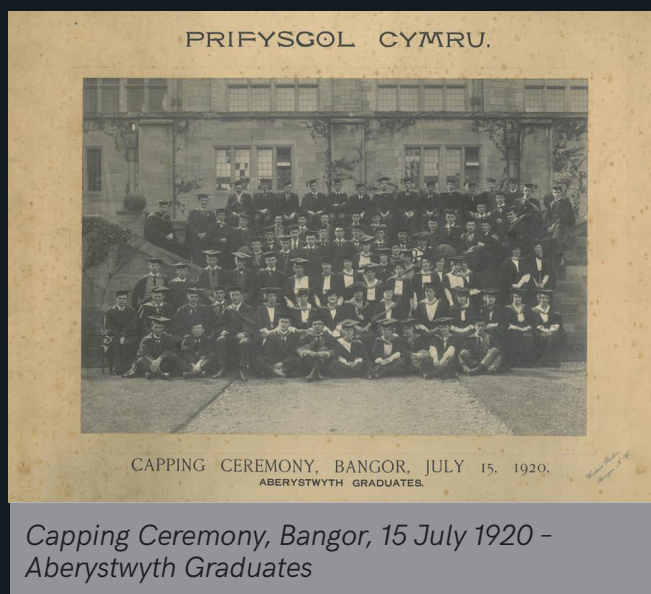 PRIFYSGOL CYMRU.
CAPPING CEREMONY, BANGOR, JULY 15, 1920.
ABERYSTWYTH GRADUATES.
Capping Ceremony, Bangor, 15 July 1920 –
Aberystwyth Graduates